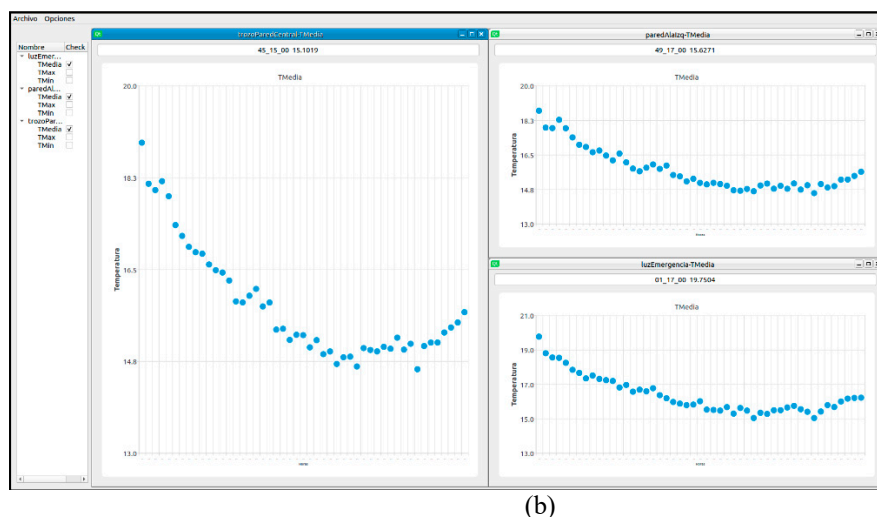 Archivo Opciones
Nombre Check
luzEmer...
TMedia
TMax
TMin
paredAl...
TMedia
TMax
TMin
trozoPar...
TMedia
TMax
TMin
trozoParedCentral-TMedia
45_15_00 15.1019
TMedia
20.0
18.3
16.5
14.8
13.0
Temperatura
paredAlaIzq-TMedia
49_17_00 15.6271
TMedia
20.0
18.3
16.5
14.8
13.0
Temperatura
luzEmergencia-TMedia
01_17_00 19.7504
TMedia
21.0
19.0
17.0
15.0
13.0
Temperatura
(b)